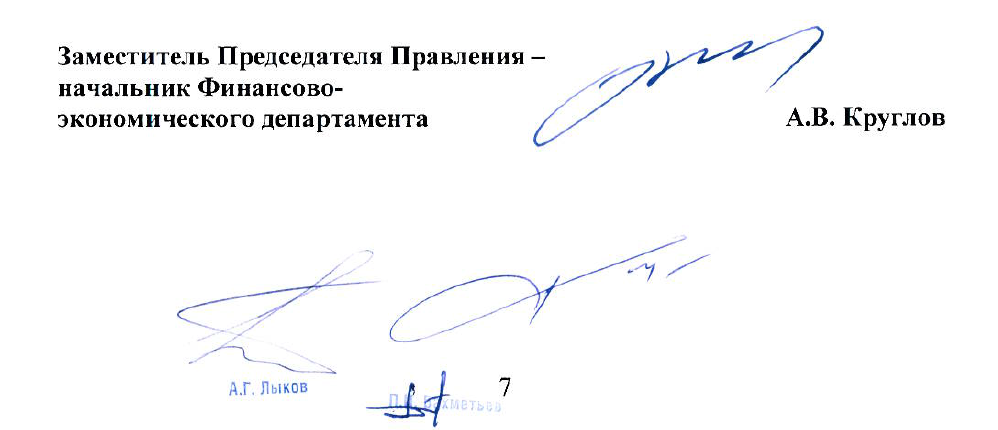 Заместитель Председателя Правления –
начальник Финансово-
экономического департамента
А.В. Круглов
А.Г. Лыков
7